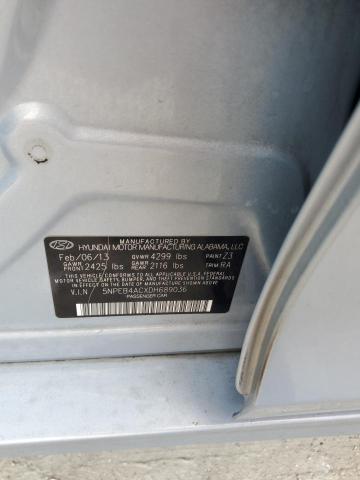 MANUFACTURED BY
HYUNDAI MOTOR MANUFACTURING ALABAMA, LLC
Feb/06/13 GVWR 4299 lbs PAINT Z3
GAWR FRONT 2425 lbs GAWR REAR 2116 lbs TRIM RA
THIS VEHICLE CONFORMS TO ALL APPLICABLE U.S. FEDERAL
MOTOR VEHICLE SAFETY, BUMPER, AND THEFT PREVENTION STANDARDS
IN EFFECT ON THE DATE OF MANUFACTURE SHOWN ABOVE.
V.I.N 5NPEB4ACXDH689036
PASSENGER CAR